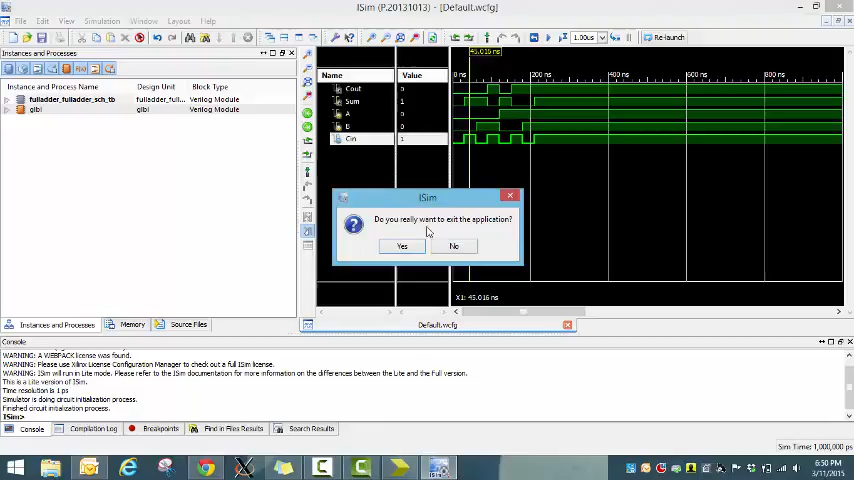 ISim (P.20131013) - [Default.wcfg]
File Edit View Simulation Window Layout Help
1.00us Re-launch
Instances and Processes
Instance and Process Name Design Unit Block Type
fulladder_fulladder_sch_tb fulladder_full... Verilog Module
glbl glbl Verilog Module
Name Value
Cout 0
Sum 1
A 0
B 0
Cin 1
45.016 ns
0 ns 200 ns 400 ns 600 ns 800 ns
X1: 45.016 ns
ISim
Do you really want to exit the application?
Yes No
Instances and Processes Memory Source Files
Default.wcfg
Console
WARNING: A WEBPACK license was found.
WARNING: Please use Xilinx License Configuration Manager to check out a full ISim license.
WARNING: ISim will run in Lite mode. Please refer to the ISim documentation for more information on the differences between the Lite and the Full version.
This is a Lite version of ISim.
Time resolution is 1 ps
Simulator is doing circuit initialization process.
Finished circuit initialization process.
ISim>
Console Compilation Log Breakpoints Find in Files Results Search Results
Sim Time: 1,000,000 ps
6:50 PM
3/11/2015